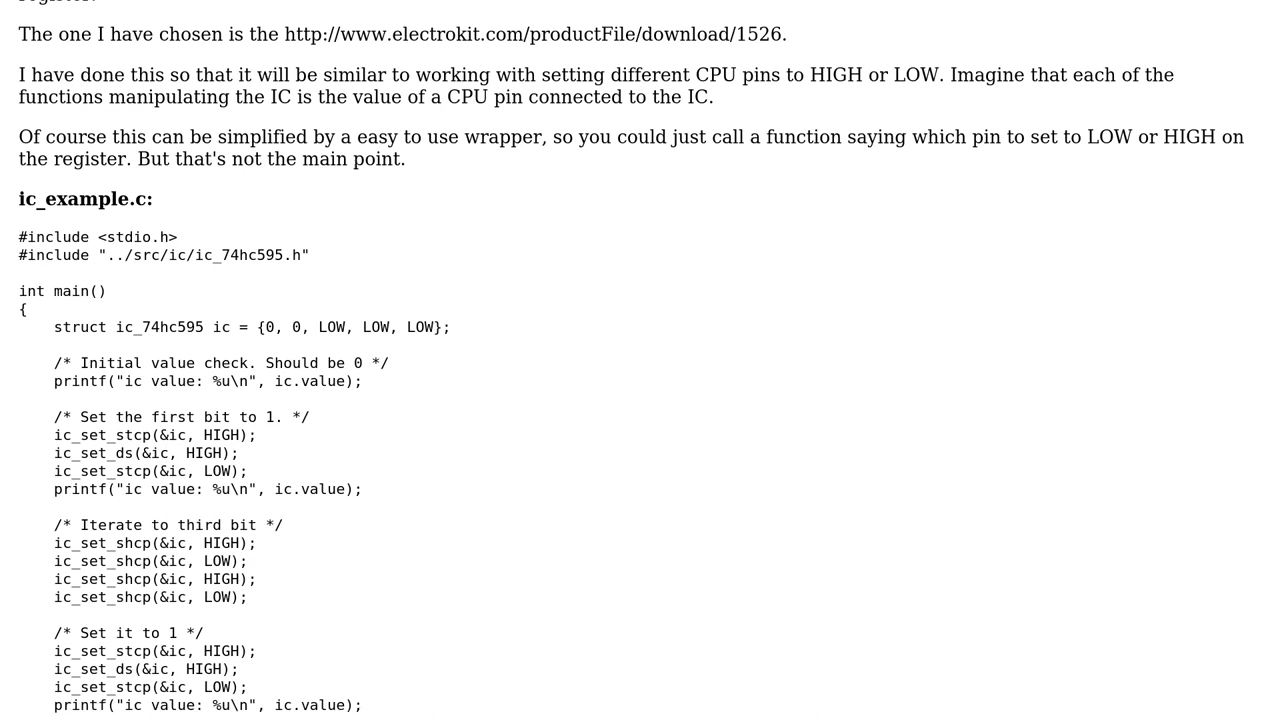 register.
The one I have chosen is the http://www.electrokit.com/productFile/download/1526.
I have done this so that it will be similar to working with setting different CPU pins to HIGH or LOW. Imagine that each of the
functions manipulating the IC is the value of a CPU pin connected to the IC.
Of course this can be simplified by a easy to use wrapper, so you could just call a function saying which pin to set to LOW or HIGH on
the register. But that's not the main point.
ic_example.c:
#include <stdio.h>
#include "../src/ic/ic_74hc595.h"
int main()
{
    struct ic_74hc595 ic = {0, 0, LOW, LOW, LOW};
    /* Initial value check. Should be 0 */
    printf("ic value: %u\n", ic.value);
    /* Set the first bit to 1. */
    ic_set_stcp(&ic, HIGH);
    ic_set_ds(&ic, HIGH);
    ic_set_stcp(&ic, LOW);
    printf("ic value: %u\n", ic.value);
    /* Iterate to third bit */
    ic_set_shcp(&ic, HIGH);
    ic_set_shcp(&ic, LOW);
    ic_set_shcp(&ic, HIGH);
    ic_set_shcp(&ic, LOW);
    /* Set it to 1 */
    ic_set_stcp(&ic, HIGH);
    ic_set_ds(&ic, HIGH);
    ic_set_stcp(&ic, LOW);
    printf("ic value: %u\n", ic.value);